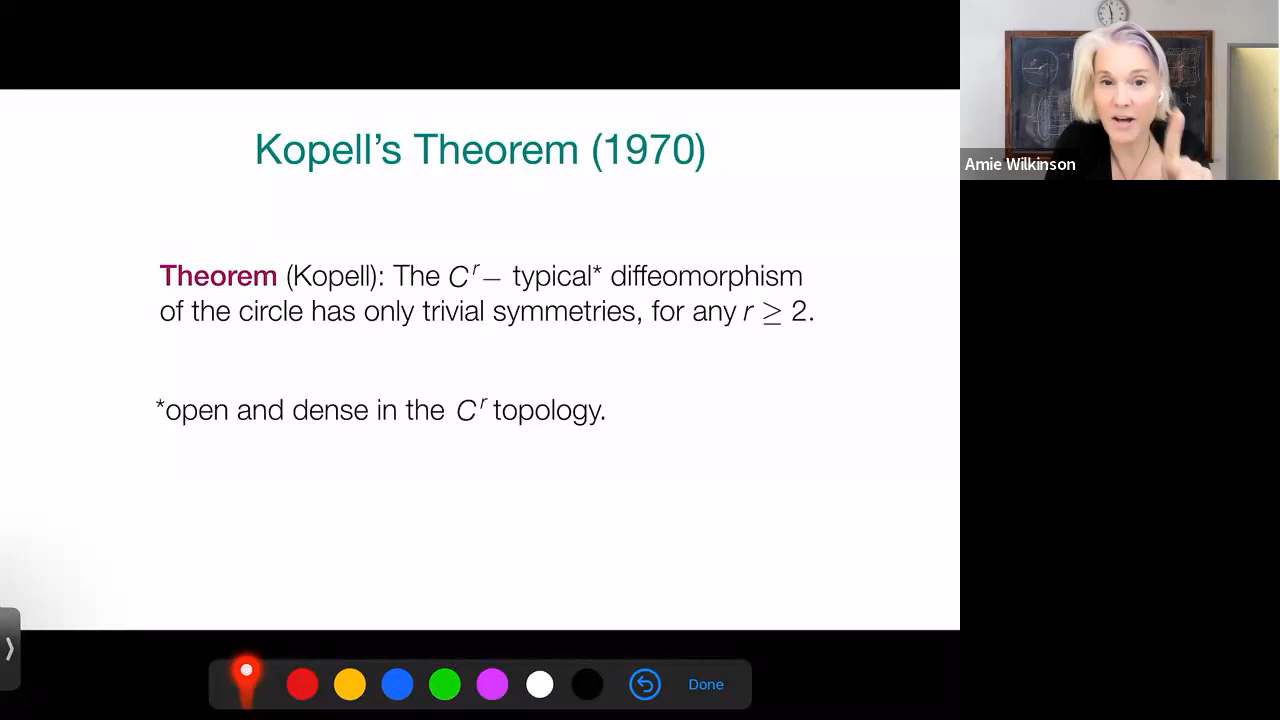 Kopell's Theorem (1970)
Amie Wilkinson
Theorem (Kopell): The C^r – typical* diffeomorphism
of the circle has only trivial symmetries, for any r ≥ 2.
*open and dense in the C^r topology.
Done